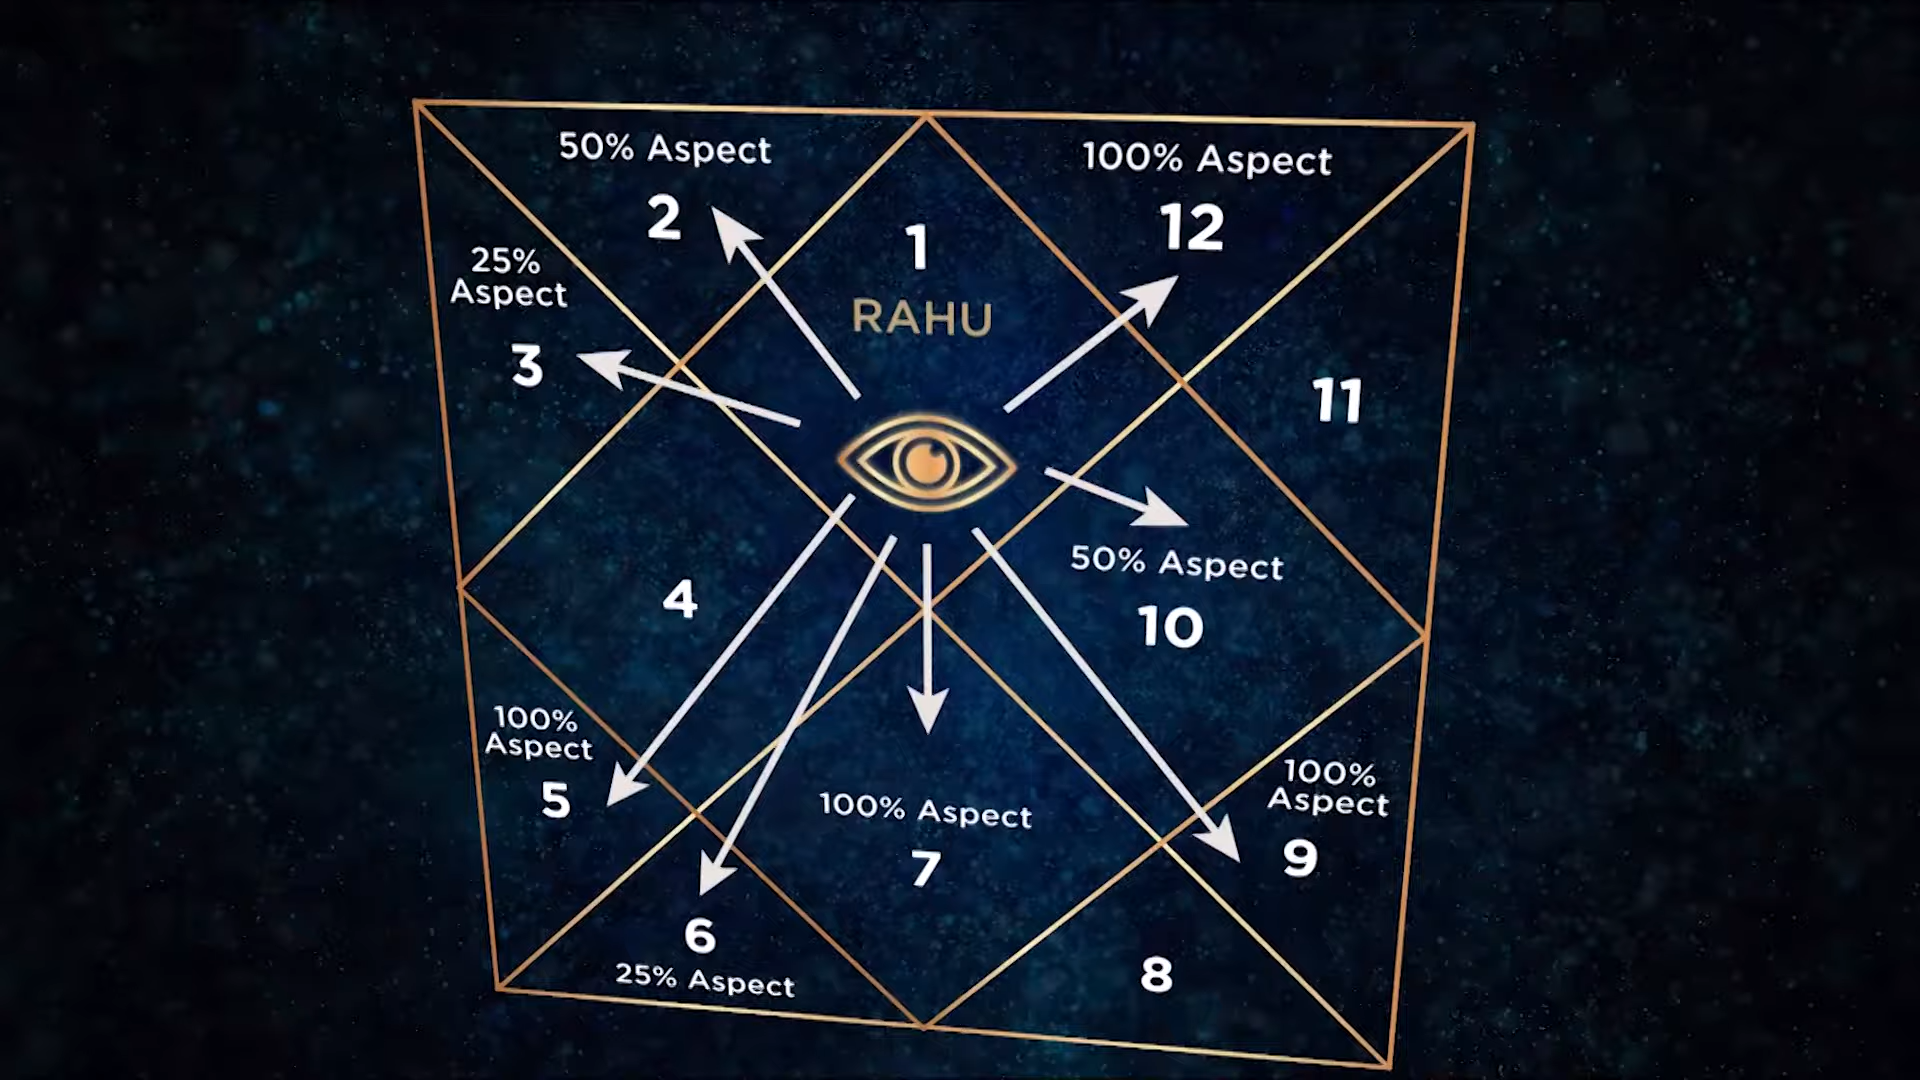 50% Aspect
2
100% Aspect
12
1
RAHU
25%
Aspect
3
11
50% Aspect
10
4
100%
Aspect
5
100% Aspect
7
100%
Aspect
9
6
25% Aspect
8